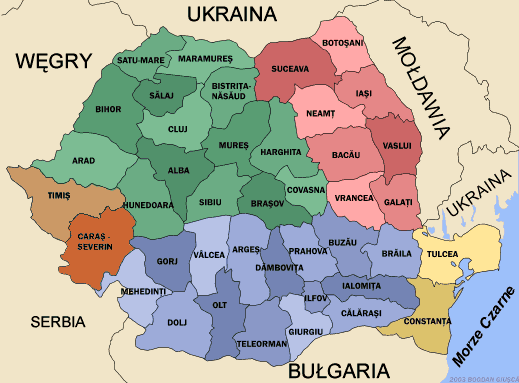 UKRAINA
WĘGRY
MOŁDAWIA
BOTOŞANI
SATU-MARE
MARAMUREŞ
SUCEAVA
BISTRIŢA-
NĂSĂUD
SĂLAJ
IAŞI
BIHOR
NEAMŢ
CLUJ
MUREŞ
VASLUI
HARGHITA
BACĂU
ARAD
ALBA
TIMIŞ
COVASNA
HUNEDOARA
SIBIU
BRAŞOV
VRANCEA
GALAŢI
UKRAINA
CARAŞ-
SEVERIN
BUZĂU
VÂLCEA
ARGEŞ
PRAHOVA
BRĂILA
TULCEA
GORJ
DÂMBOVIŢA
IALOMIŢA
MEHEDINTI
OLT
ILFOV
CĂLĂRAŞI
CONSTANŢA
SERBIA
DOLJ
GIURGIU
TELEORMAN
Morze Czarne
BUŁGARIA
2003 BOGDAN GIUŞCĂ